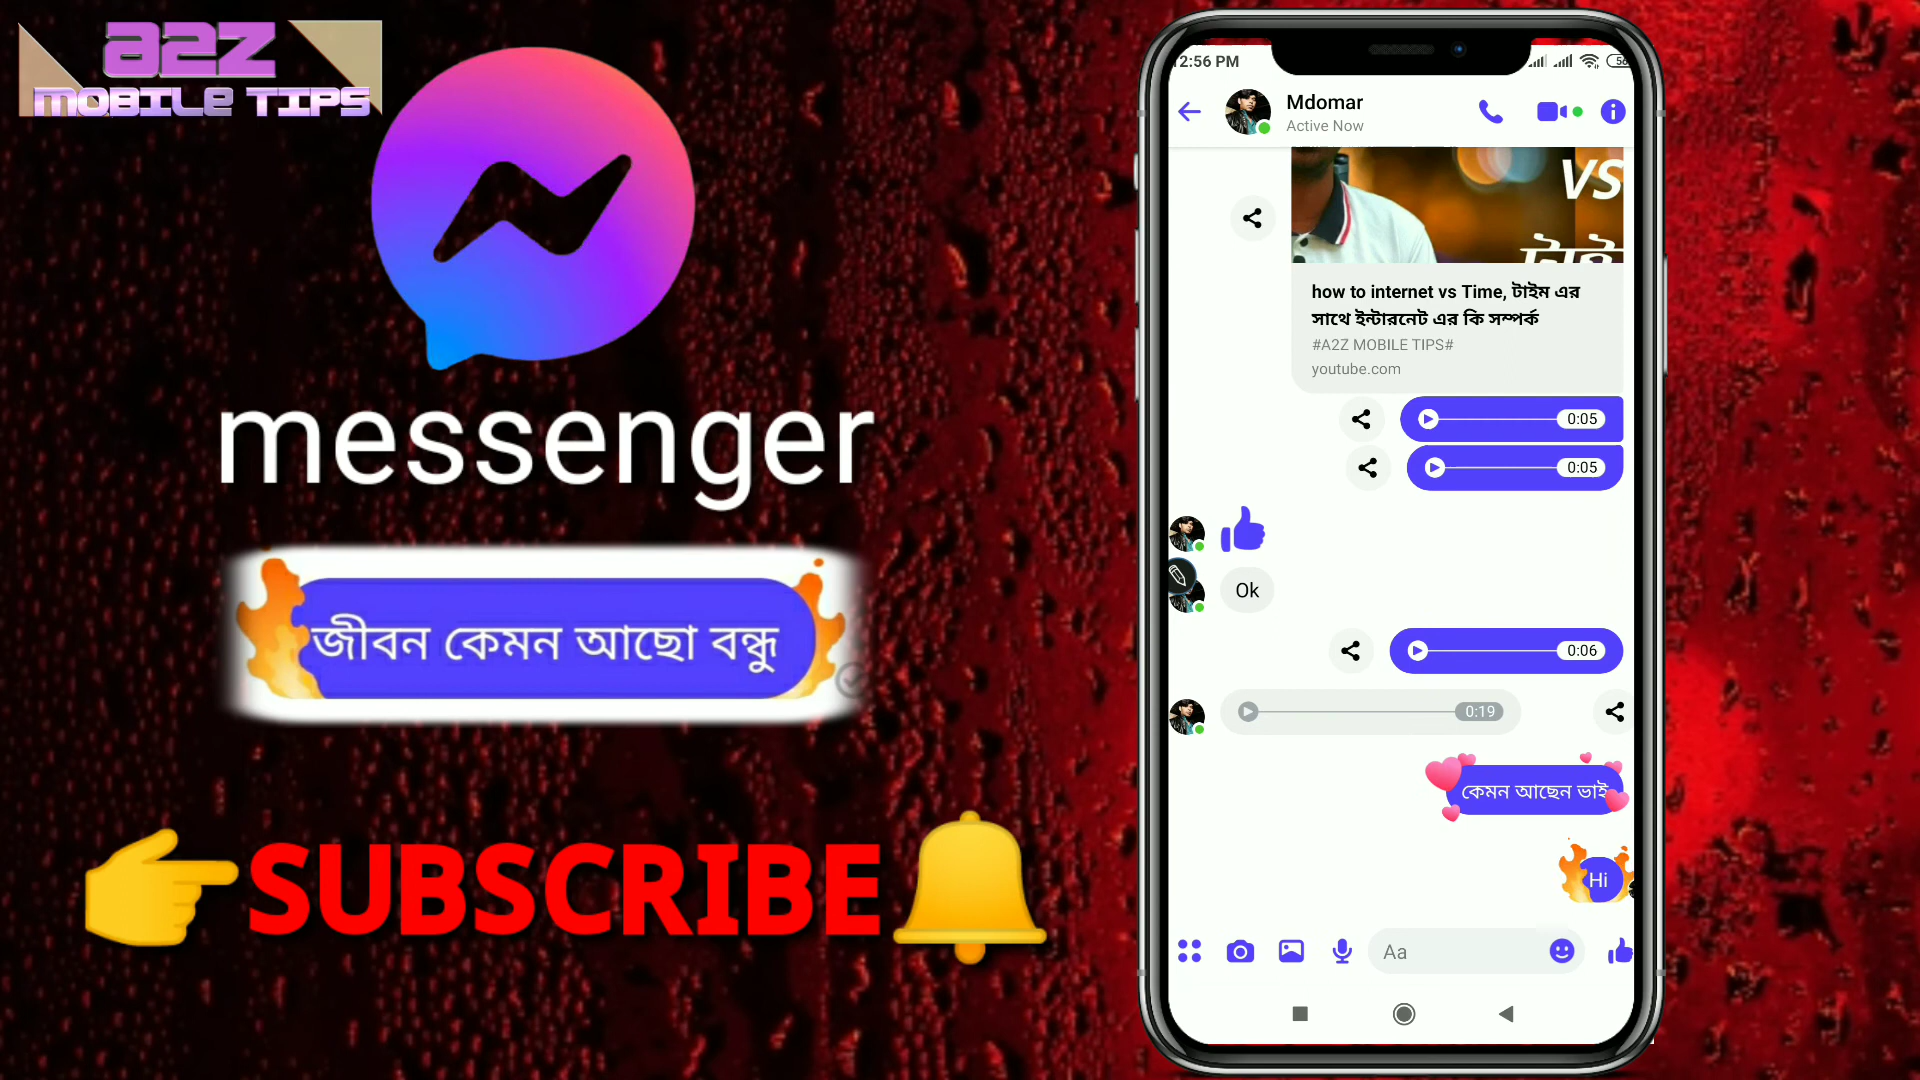 A2Z
MOBILE TIPS
messenger
জীবন কেমন আছো বন্ধু
SUBSCRIBE
2:56 PM
Mdomar
Active Now
VS
টাই
how to internet vs Time, টাইম এর
সাথে ইন্টারনেট এর কি সম্পর্ক
#A2Z MOBILE TIPS#
youtube.com
0:05
0:05
Ok
0:06
0:19
কেমন আছেন ভাই
Hi
Aa